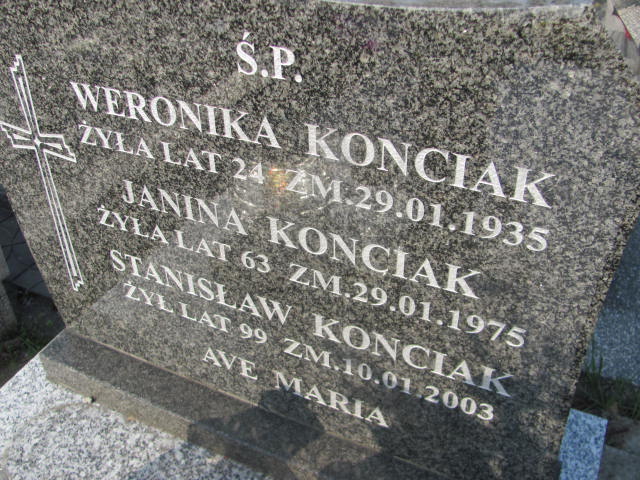 Ś.P.
WERONIKA KONCIAK
ŻYŁA LAT 24 ZM.29.01.1935
JANINA KONCIAK
ŻYŁA LAT 63 ZM.29.01.1975
STANISŁAW KONCIAK
ŻYŁ LAT 99 ZM.10.01.2003
AVE MARIA